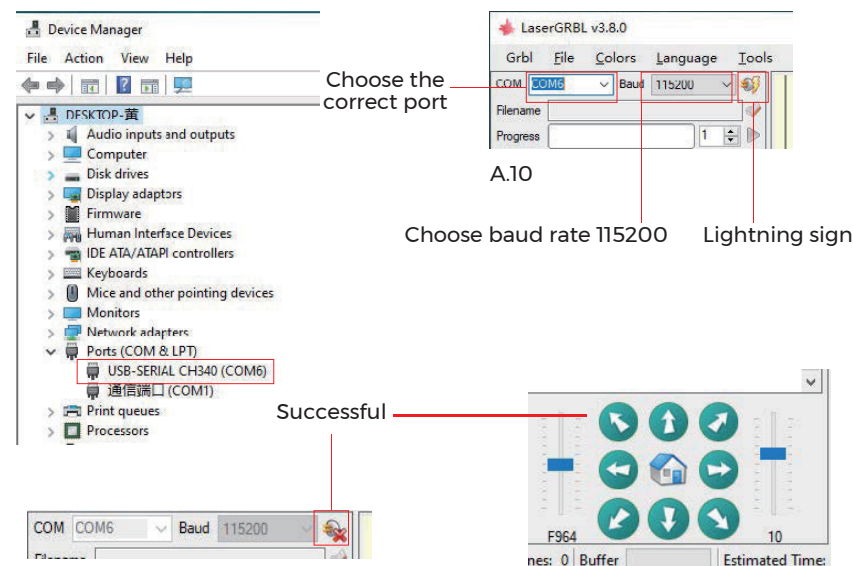 Device Manager
File Action View Help
DESKTOP-黄
Audio inputs and outputs
Computer
Disk drives
Display adaptors
Firmware
Human Interface Devices
IDE ATA/ATAPI controllers
Keyboards
Mice and other pointing devices
Monitors
Network adapters
Ports (COM & LPT)
USB-SERIAL CH340 (COM6)
通信端口 (COM1)
Print queues
Processors
Choose the
correct port
LaserGRBL v3.8.0
Grbl File Colors Language Tools
COM COM6 Baud 115200
Filename
Progress 1
A.10
Choose baud rate 115200
Lightning sign
Successful
COM COM6 Baud 115200
Filename
F964
10
nes: 0 Buffer Estimated Time: